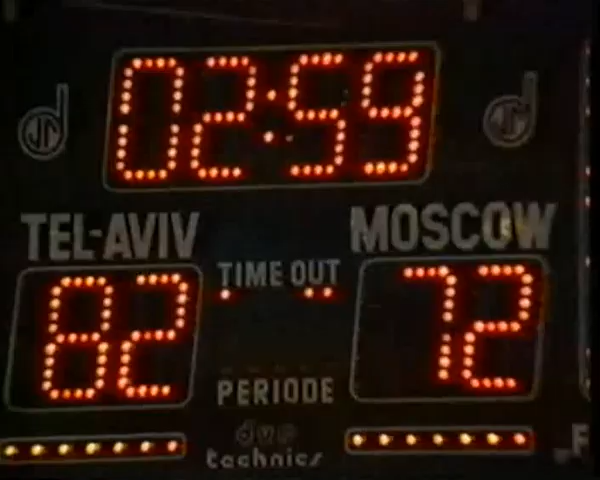 02:59
TEL-AVIV MOSCOW
82 TIME OUT 72
PERIODE
technics